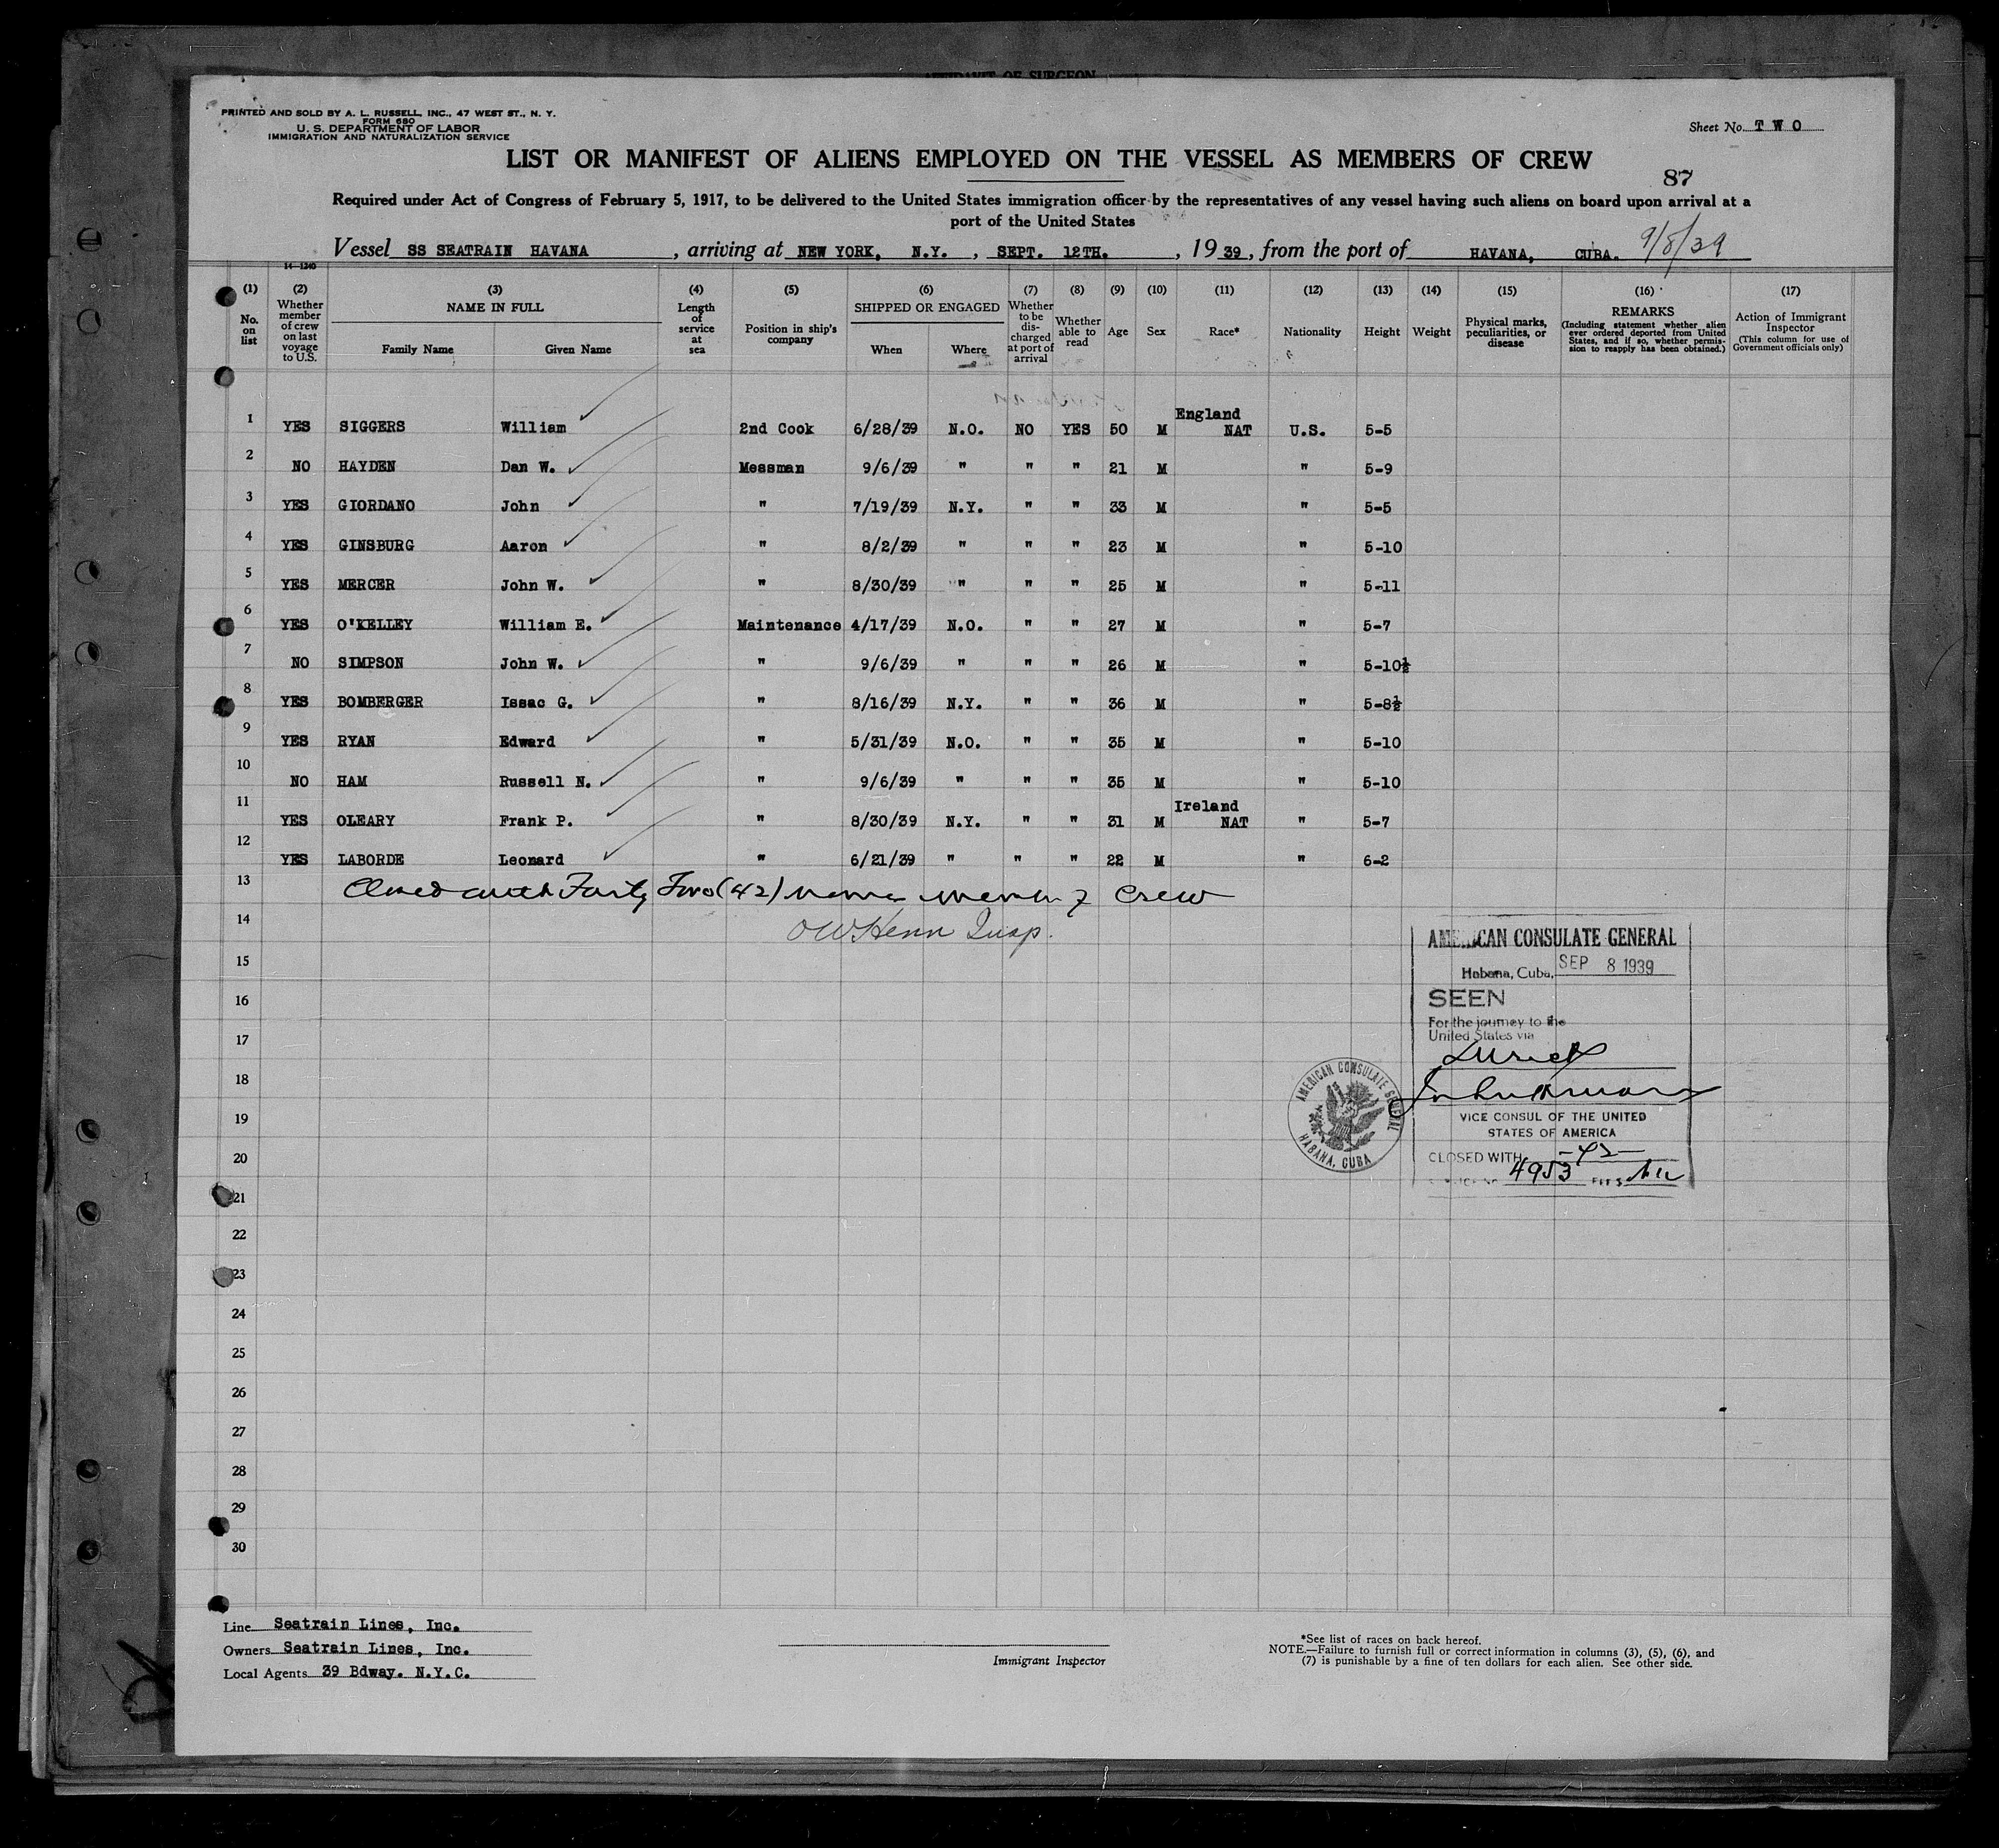 AFFIDAVIT OF SURGEON
PRINTED AND SOLD BY A. L. RUSSELL, INC., 47 WEST ST., N. Y.
FORM 680
U. S. DEPARTMENT OF LABOR
IMMIGRATION AND NATURALIZATION SERVICE
Sheet No. TWO
LIST OR MANIFEST OF ALIENS EMPLOYED ON THE VESSEL AS MEMBERS OF CREW
87
Required under Act of Congress of February 5, 1917, to be delivered to the United States immigration officer by the representatives of any vessel having such aliens on board upon arrival at a
port of the United States
Vessel SS SEATRAIN HAVANA, arriving at NEW YORK, N.Y., SEPT. 12TH., 1939, from the port of HAVANA, CUBA. 9/8/39
14-1240
(1) No. on list
(2) Whether member of crew on last voyage to U.S.
(3) NAME IN FULL Family Name Given Name
(4) Length of service at sea
(5) Position in ship's company
(6) SHIPPED OR ENGAGED When Where
(7) Whether to be discharged at port of arrival
(8) Whether able to read
(9) Age
(10) Sex
(11) Race*
(12) Nationality
(13) Height
(14) Weight
(15) Physical marks, peculiarities, or disease
(16) REMARKS (Including statement whether alien ever ordered deported from United States, and if so, whether permission to reapply has been obtained.)
(17) Action of Immigrant Inspector (This column for use of Government officials only)
1 YES SIGGERS William 2nd Cook 6/28/39 N.O. NO YES 50 M England NAT U.S. 5-5
2 NO HAYDEN Dan W. Messman 9/6/39 " " " 21 M " 5-9
3 YES GIORDANO John " 7/19/39 N.Y. " " 33 M " 5-5
4 YES GINSBURG Aaron " 8/2/39 " " " 23 M " 5-10
5 YES MERCER John W. " 8/30/39 " " " 25 M " 5-11
6 YES O'KELLEY William E. Maintenance 4/17/39 N.O. " " 27 M " 5-7
7 NO SIMPSON John W. " 9/6/39 " " " 26 M " 5-10½
8 YES BOMBERGER Issac G. " 8/16/39 N.Y. " " 36 M " 5-8½
9 YES RYAN Edward " 5/31/39 N.O. " " 35 M " 5-10
10 NO HAM Russell N. " 9/6/39 " " " 35 M " 5-10
11 YES OLEARY Frank P. " 8/30/39 N.Y. " " 31 M Ireland NAT " 5-7
12 YES LABORDE Leonard " 6/21/39 " " " 22 M " 6-2
13 Closed with Forty Two (42) names of Crew
14 Insp.
15
16
17
18
19
20
21
22
23
24
25
26
27
28
29
30
AMERICAN CONSULATE GENERAL
Habana, Cuba, SEP 8 1939
SEEN
For the journey to the
United States via
VICE CONSUL OF THE UNITED
STATES OF AMERICA
CLOSED WITH -42-
4953
AMERICAN CONSULATE GENERAL
HABANA, CUBA
Line Seatrain Lines, Inc.
Owners Seatrain Lines, Inc.
Local Agents 39 Bdway. N.Y.C.
Immigrant Inspector
*See list of races on back hereof.
NOTE.—Failure to furnish full or correct information in columns (3), (5), (6), and
(7) is punishable by a fine of ten dollars for each alien. See other side.